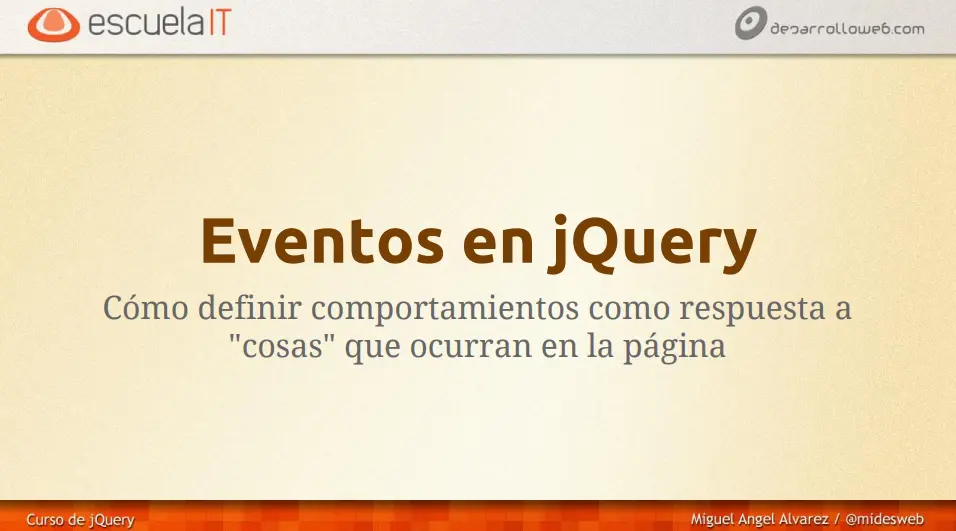 escuelaIT
desarrolloweb.com
Eventos en jQuery
Cómo definir comportamientos como respuesta a
"cosas" que ocurran en la página
Curso de jQuery
Miguel Angel Alvarez / @midesweb